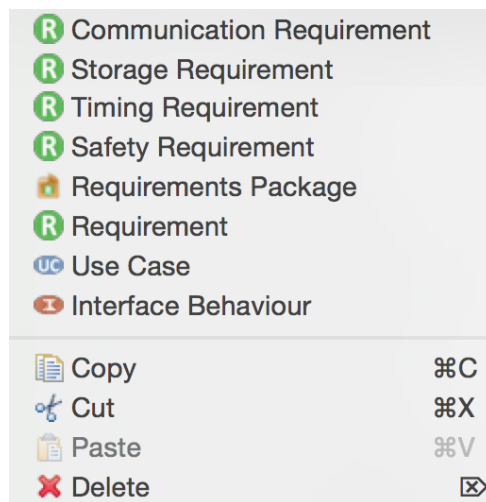 R Communication Requirement
R Storage Requirement
R Timing Requirement
R Safety Requirement
Requirements Package
R Requirement
UC Use Case
I Interface Behaviour
Copy ⌘C
Cut ⌘X
Paste ⌘V
Delete ⌦